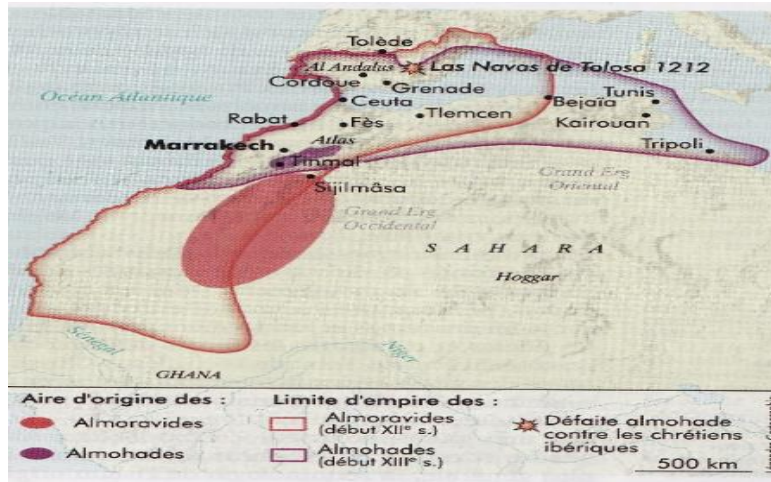 Tolède
Al Andalus
Las Navas de Tolosa 1212
Cordoue
Grenade
Océan Atlantique
Ceuta
Bejaïa
Tunis
Rabat
Fès
Tlemcen
Kairouan
Marrakech
Atlas
Tripoli
Tinmal
Sijilmâsa
Grand Erg
Oriental
Grand Erg
Occidental
SAHARA
Hoggar
Sénégal
Niger
GHANA
Aire d'origine des :
Almoravides
Almohades
Limite d'empire des :
Almoravides
(début XIIe s.)
Almohades
(début XIIIe s.)
Défaite almohade
contre les chrétiens
ibériques
500 km